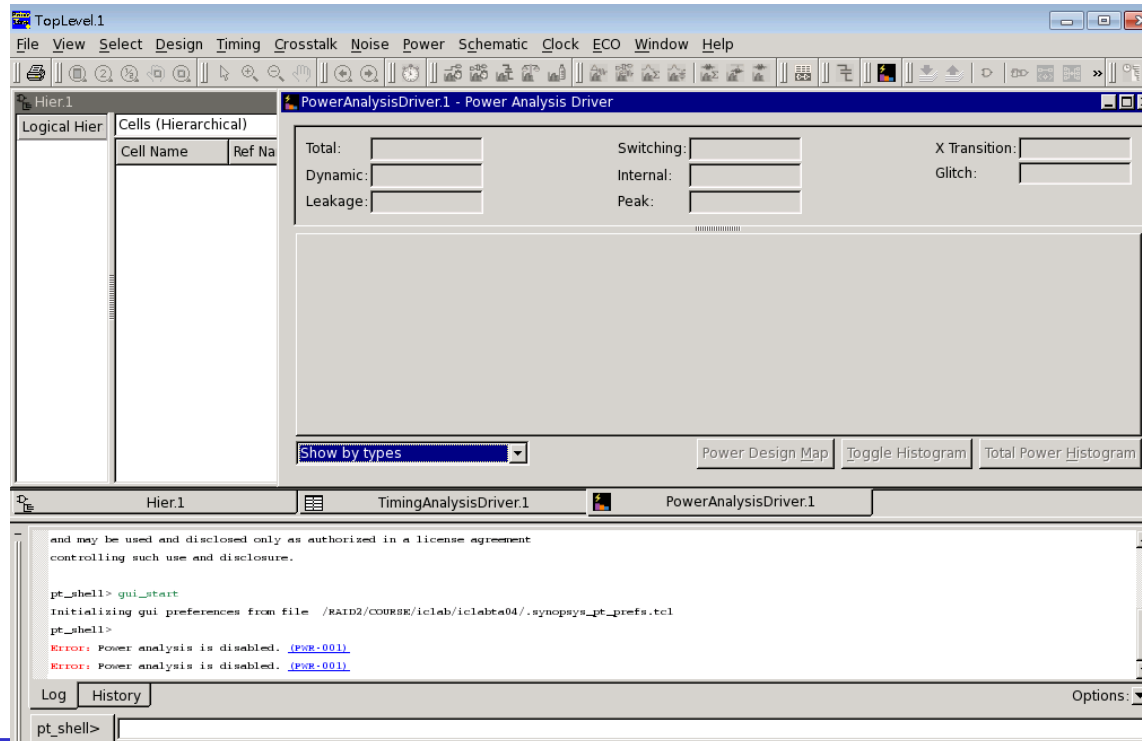 TopLevel.1
File View Select Design Timing Crosstalk Noise Power Schematic Clock ECO Window Help
Hier.1
Logical Hier
Cells (Hierarchical)
Cell Name Ref Na
PowerAnalysisDriver.1 - Power Analysis Driver
Total: Switching: X Transition:
Dynamic: Internal: Glitch:
Leakage: Peak:
Show by types
Power Design Map Toggle Histogram Total Power Histogram
Hier.1 TimingAnalysisDriver.1 PowerAnalysisDriver.1
and may be used and disclosed only as authorized in a license agreement
controlling such use and disclosure.
pt_shell> gui_start
Initializing gui preferences from file /RAID2/COURSE/iclab/iclabta04/.synopsys_pt_prefs.tcl
pt_shell>
Error: Power analysis is disabled. (PWR-001)
Error: Power analysis is disabled. (PWR-001)
Log History Options:
pt_shell>